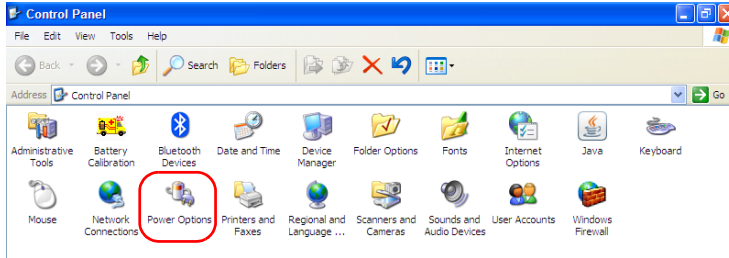 Control Panel
File Edit View Tools Help
Back Search Folders
Address Control Panel Go
Administrative Tools
Battery Calibration
Bluetooth Devices
Date and Time
Device Manager
Folder Options
Fonts
Internet Options
Java
Keyboard
Mouse
Network Connections
Power Options
Printers and Faxes
Regional and Language ...
Scanners and Cameras
Sounds and Audio Devices
User Accounts
Windows Firewall